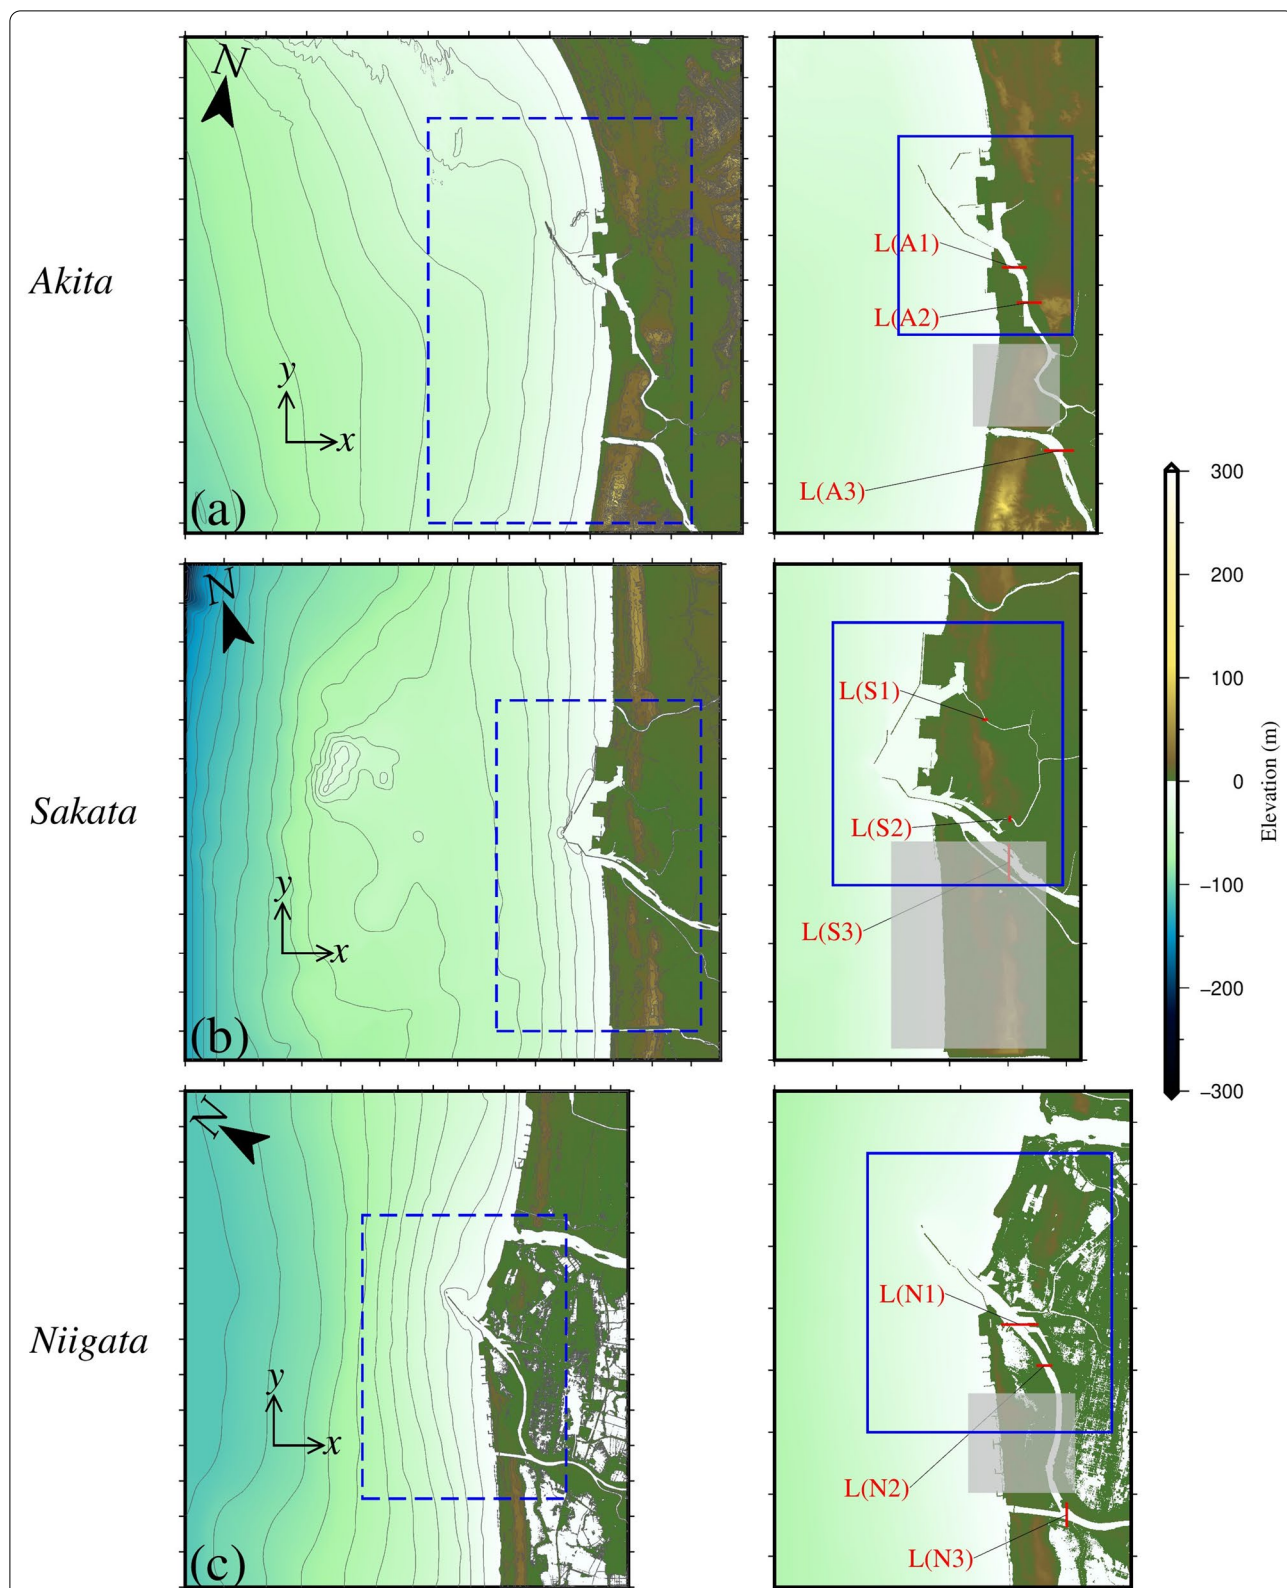 N
Akita
y
x
(a)
L(A1)
L(A2)
L(A3)
N
Sakata
y
x
(b)
L(S1)
L(S2)
L(S3)
N
Niigata
y
x
(c)
L(N1)
L(N2)
L(N3)
300
200
100
0
−100
−200
−300
Elevation (m)